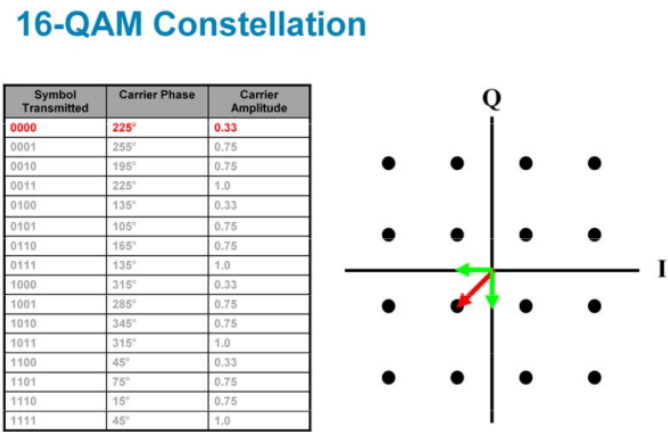 16-QAM Constellation
Symbol Transmitted Carrier Phase Carrier Amplitude
0000 225° 0.33
0001 255° 0.75
0010 195° 0.75
0011 225° 1.0
0100 135° 0.33
0101 105° 0.75
0110 165° 0.75
0111 135° 1.0
1000 315° 0.33
1001 285° 0.75
1010 345° 0.75
1011 315° 1.0
1100 45° 0.33
1101 75° 0.75
1110 15° 0.75
1111 45° 1.0
Q
I